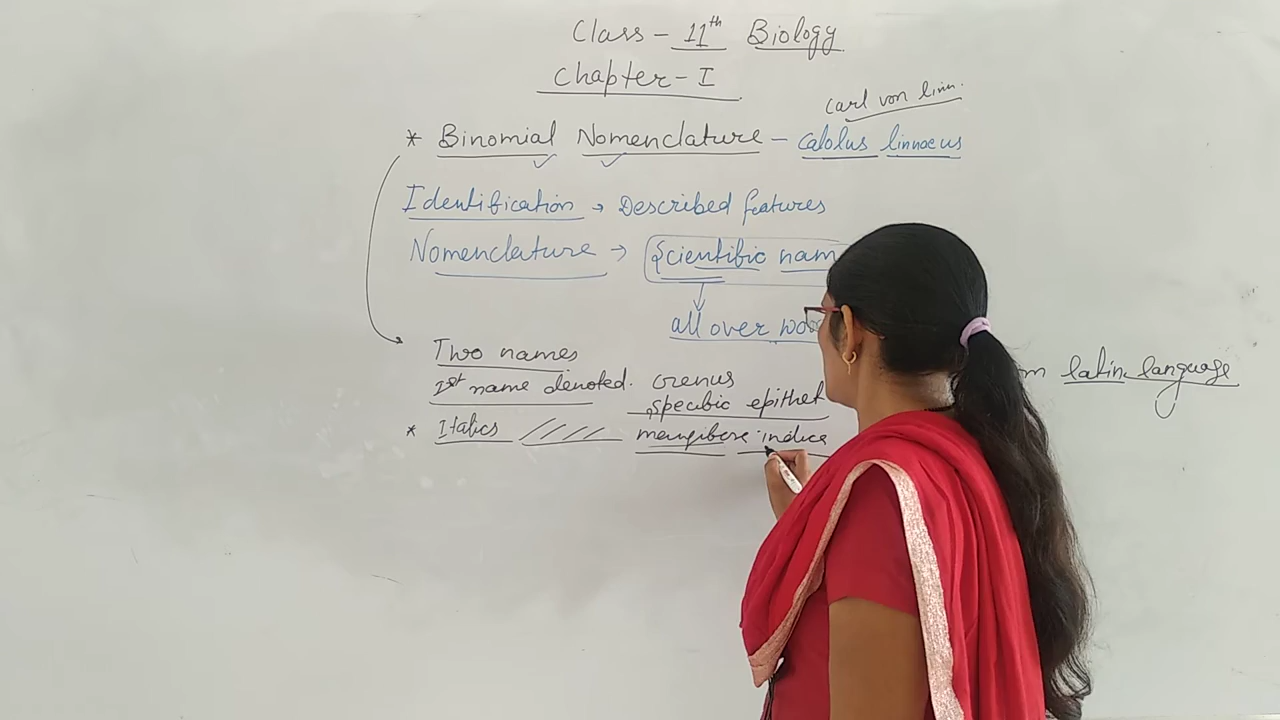 Class - 11th Biology
Chapter - I
Carl von linn.
* Binomial Nomenclature - Calolus linnaeus
Identification → Described features
Nomenclature → Scientific nam
all over wo
Two names
m latin language
Ist name denoted. Genus
specific epithet
* Italics //// mangifera indica